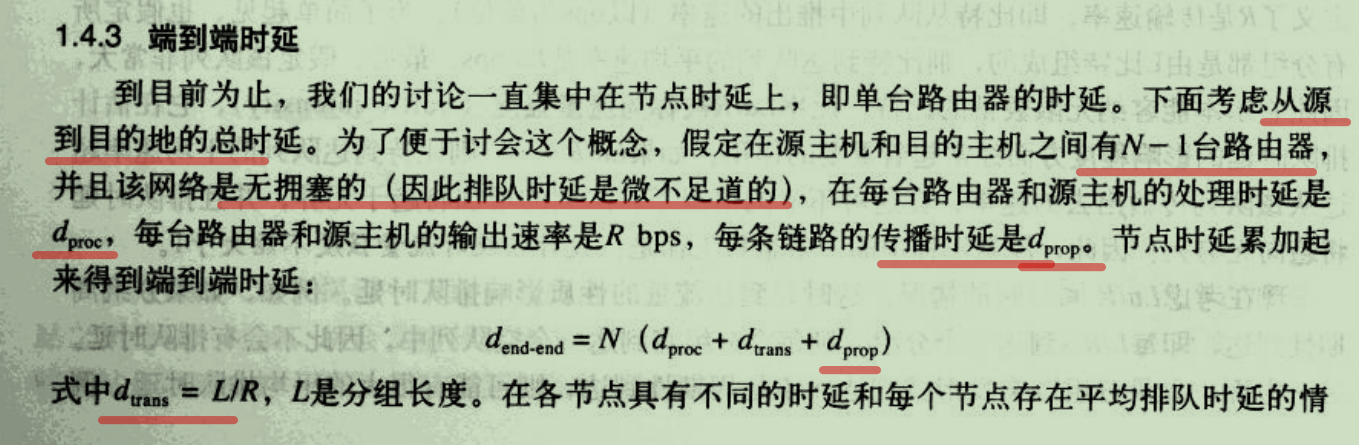 1.4.3 端到端时延
到目前为止，我们的讨论一直集中在节点时延上，即单台路由器的时延。下面考虑从源
到目的地的总时延。为了便于讨会这个概念，假定在源主机和目的主机之间有N－1台路由器，
并且该网络是无拥塞的（因此排队时延是微不足道的），在每台路由器和源主机的处理时延是
dproc，每台路由器和源主机的输出速率是R bps，每条链路的传播时延是dprop。节点时延累加起
来得到端到端时延：
dend-end = N (dproc + dtrans + dprop)
式中dtrans = L/R，L是分组长度。在各节点具有不同的时延和每个节点存在平均排队时延的情